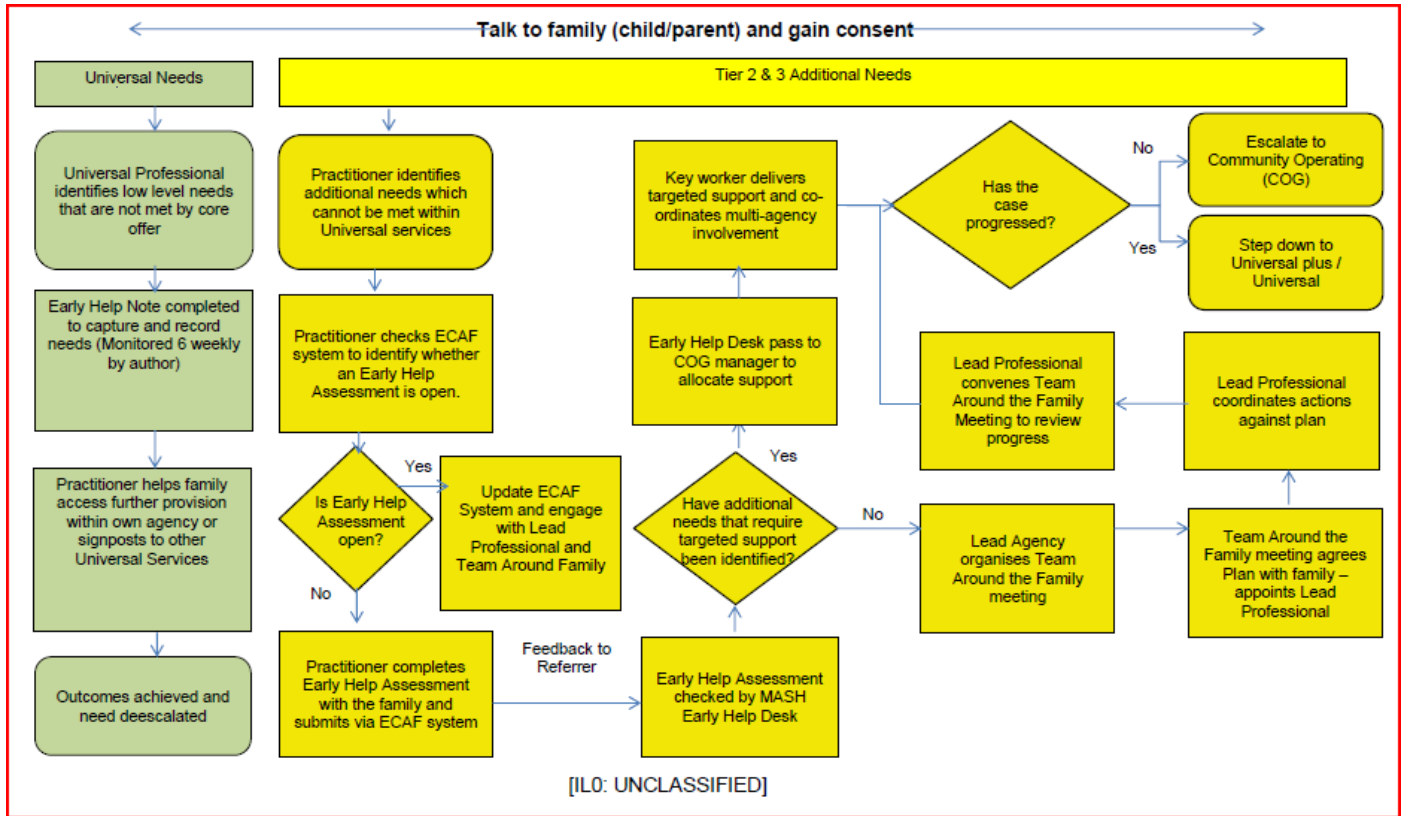 Talk to family (child/parent) and gain consent
Universal Needs
Tier 2 & 3 Additional Needs
Universal Professional
identifies low level needs
that are not met by core
offer
Early Help Note completed
to capture and record
needs (Monitored 6 weekly
by author)
Practitioner helps family
access further provision
within own agency or
signposts to other
Universal Services
Outcomes achieved and
need deescalated
Practitioner identifies
additional needs which
cannot be met within
Universal services
Practitioner checks ECAF
system to identify whether
an Early Help
Assessment is open.
Is Early Help
Assessment
open?
Yes
Update ECAF
System and engage
with Lead
Professional and
Team Around Family
No
Practitioner completes
Early Help Assessment
with the family and
submits via ECAF system
Feedback to
Referrer
Early Help Assessment
checked by MASH
Early Help Desk
Have additional
needs that require
targeted support
been identified?
Yes
Early Help Desk pass to
COG manager to
allocate support
Key worker delivers
targeted support and co-
ordinates multi-agency
involvement
No
Lead Agency
organises Team
Around the Family
meeting
Team Around the
Family meeting agrees
Plan with family –
appoints Lead
Professional
Lead Professional
coordinates actions
against plan
Lead Professional
convenes Team
Around the Family
Meeting to review
progress
Has the
case
progressed?
No
Escalate to
Community Operating
(COG)
Yes
Step down to
Universal plus /
Universal
[IL0: UNCLASSIFIED]